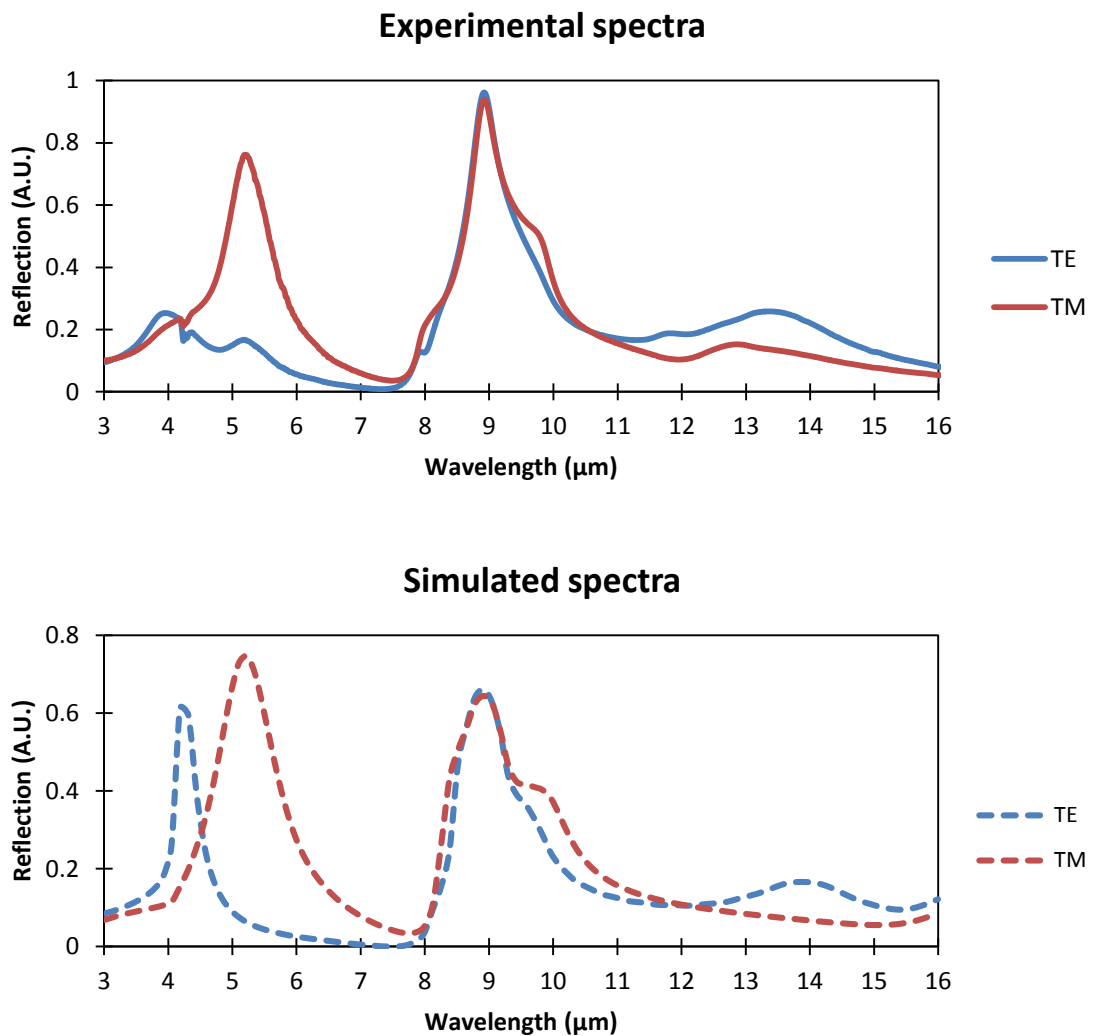 Experimental spectra
1
0.8
0.6
0.4
0.2
0
Reflection (A.U.)
3 4 5 6 7 8 9 10 11 12 13 14 15 16
Wavelength (µm)
TE
TM
Simulated spectra
0.8
0.6
0.4
0.2
0
Reflection (A.U.)
3 4 5 6 7 8 9 10 11 12 13 14 15 16
Wavelength (µm)
TE
TM